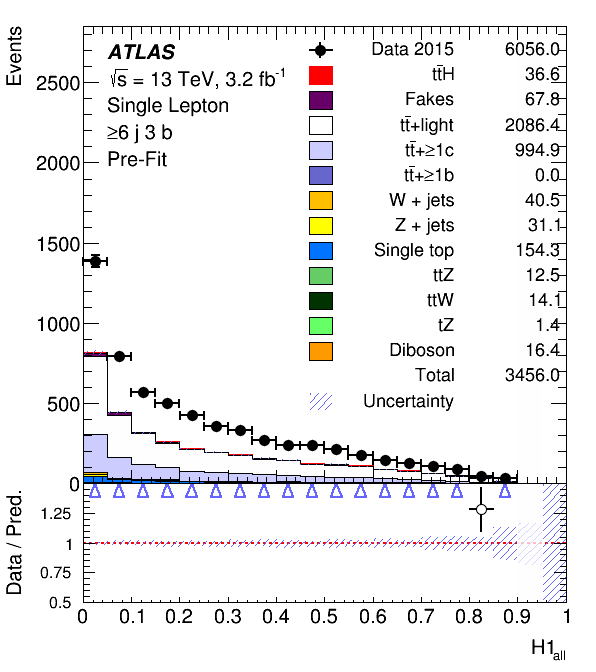 Events
ATLAS
√s = 13 TeV, 3.2 fb⁻¹
Single Lepton
≥6 j 3 b
Pre-Fit
Data 2015 6056.0
tt̄H 36.6
Fakes 67.8
tt̄+light 2086.4
tt̄+≥1c 994.9
tt̄+≥1b 0.0
W + jets 40.5
Z + jets 31.1
Single top 154.3
ttZ 12.5
ttW 14.1
tZ 1.4
Diboson 16.4
Total 3456.0
Uncertainty
2500
2000
1500
1000
500
0
Data / Pred.
1.25
1
0.75
0.5
0 0.1 0.2 0.3 0.4 0.5 0.6 0.7 0.8 0.9 1
H1all